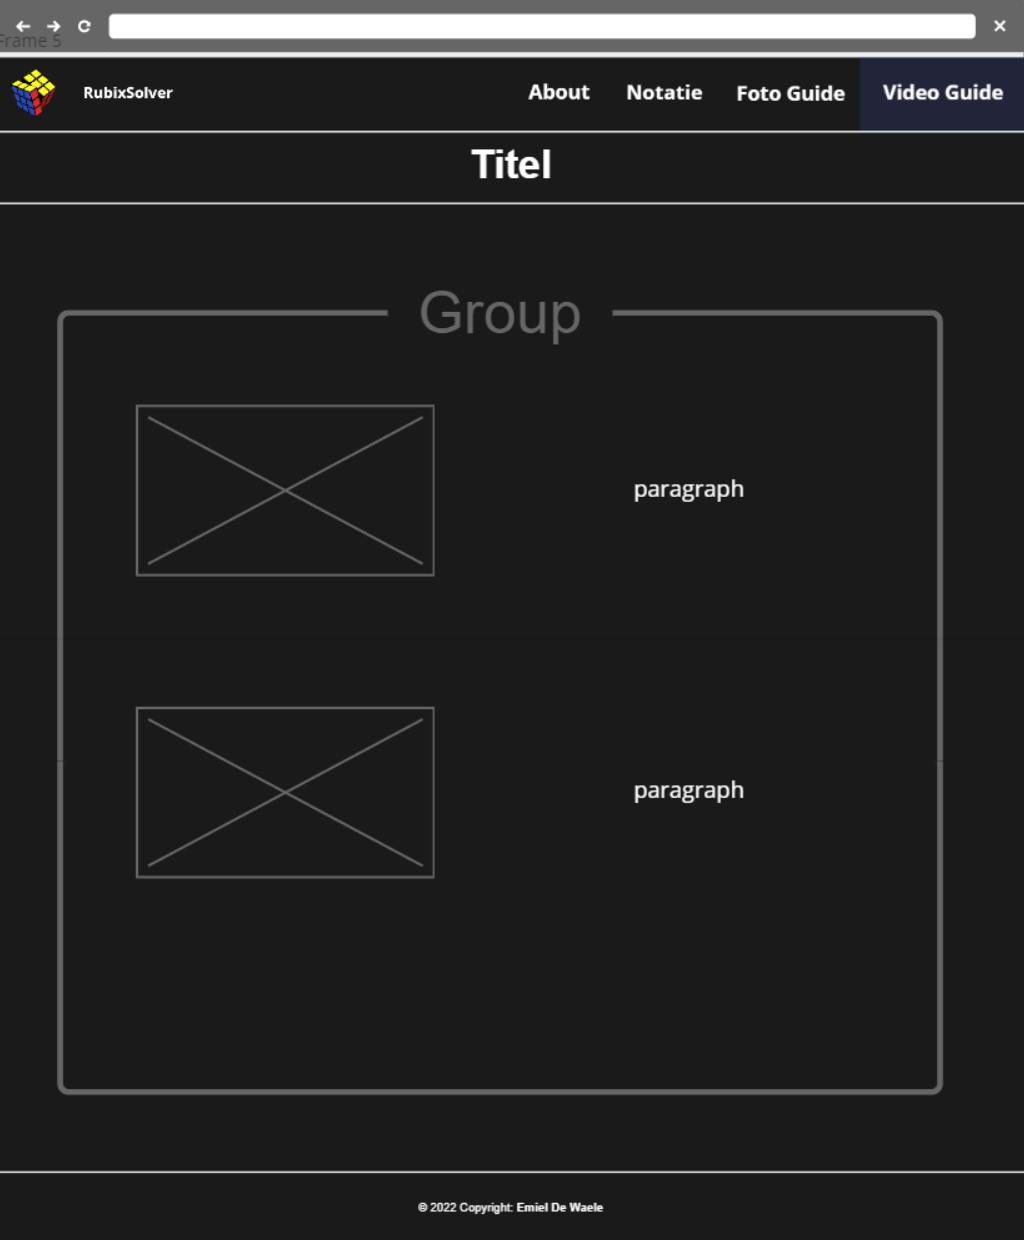 Frame 5
RubixSolver About Notatie Foto Guide Video Guide
Titel
Group
paragraph
paragraph
© 2022 Copyright: Emiel De Waele